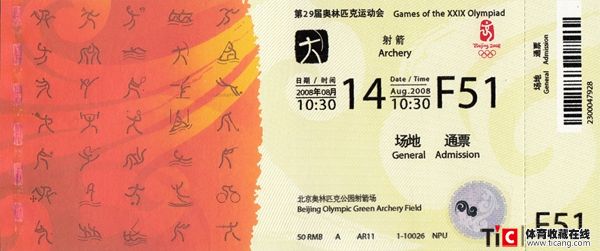 第29届奥林匹克运动会 Games of the XXIX Olympiad
射箭
Archery
Beijing 2008
日期 / 时间 Date / Time
2008年08月 14 Aug.2008 F51
10:30 10:30
场地 通票
General Admission
北京奥林匹克公园射箭场
Beijing Olympic Green Archery Field
50 RMB A AR11 1-10026 NPU
场地 通票
General Admission
2300047928
F51
TiC 体育收藏在线
www.ticang.com